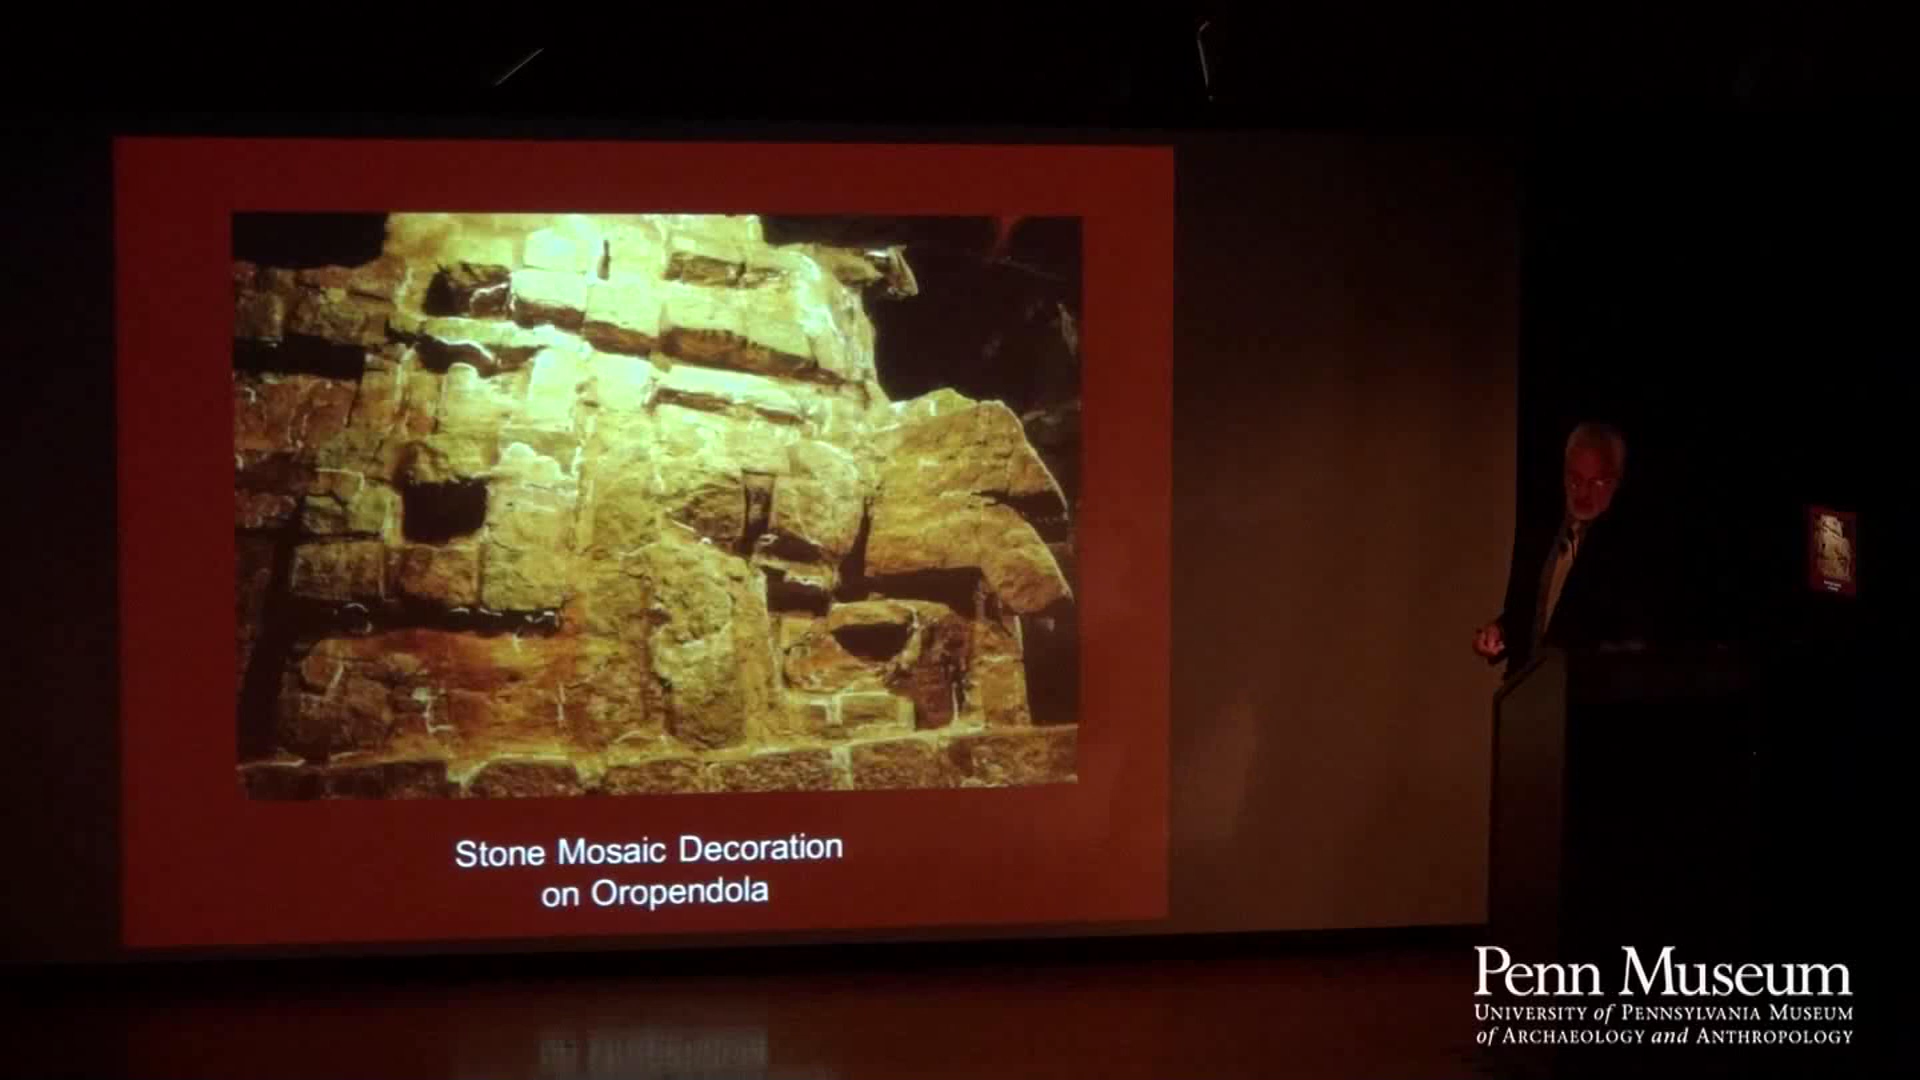 Stone Mosaic Decoration
on Oropendola
Penn Museum
UNIVERSITY of PENNSYLVANIA MUSEUM
of ARCHAEOLOGY and ANTHROPOLOGY